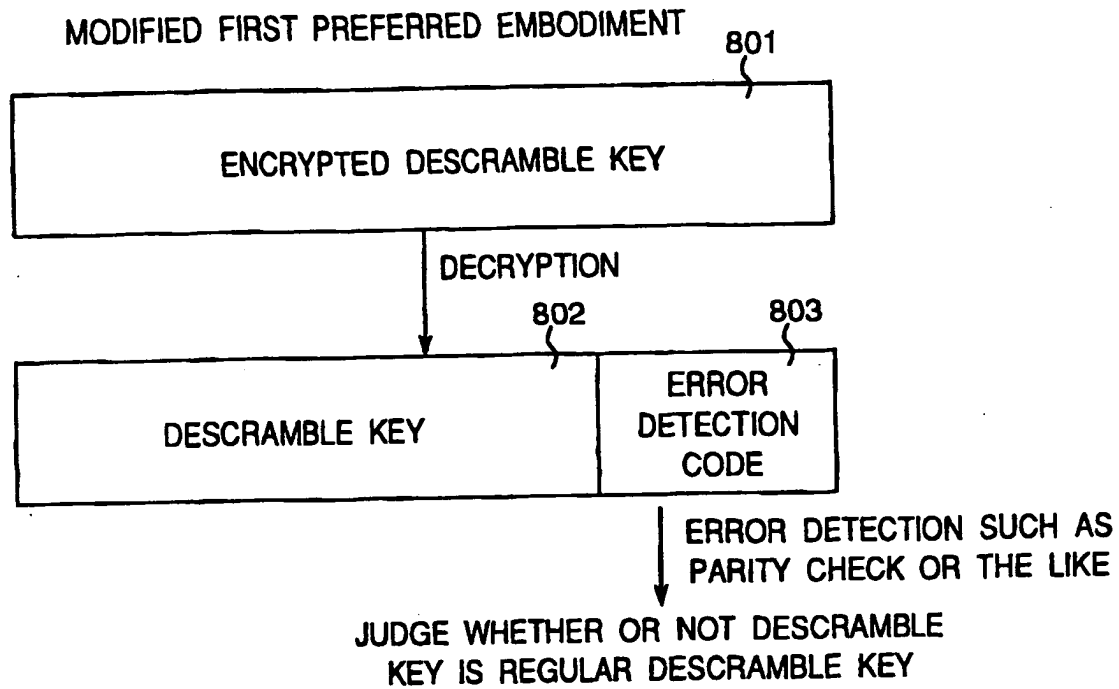 MODIFIED FIRST PREFERRED EMBODIMENT
801
ENCRYPTED DESCRAMBLE KEY
DECRYPTION
802
803
DESCRAMBLE KEY
ERROR
DETECTION
CODE
ERROR DETECTION SUCH AS
PARITY CHECK OR THE LIKE
JUDGE WHETHER OR NOT DESCRAMBLE
KEY IS REGULAR DESCRAMBLE KEY